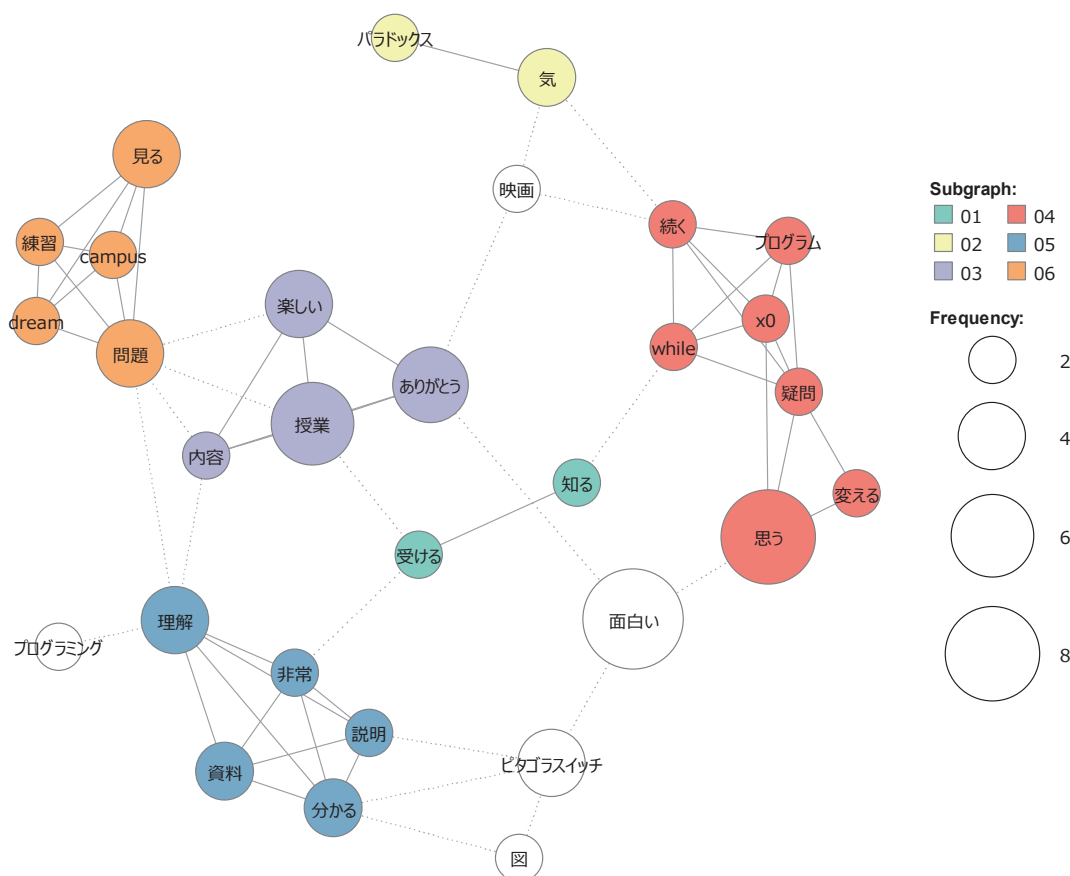 パラドックス
気
見る
映画
練習
campus
続く
プログラム
dream
問題
楽しい
x0
while
ありがとう
疑問
授業
内容
知る
変える
思う
受ける
理解
面白い
プログラミング
非常
説明
資料
ピタゴラスイッチ
分かる
図
Subgraph:
01 04
02 05
03 06
Frequency:
2
4
6
8